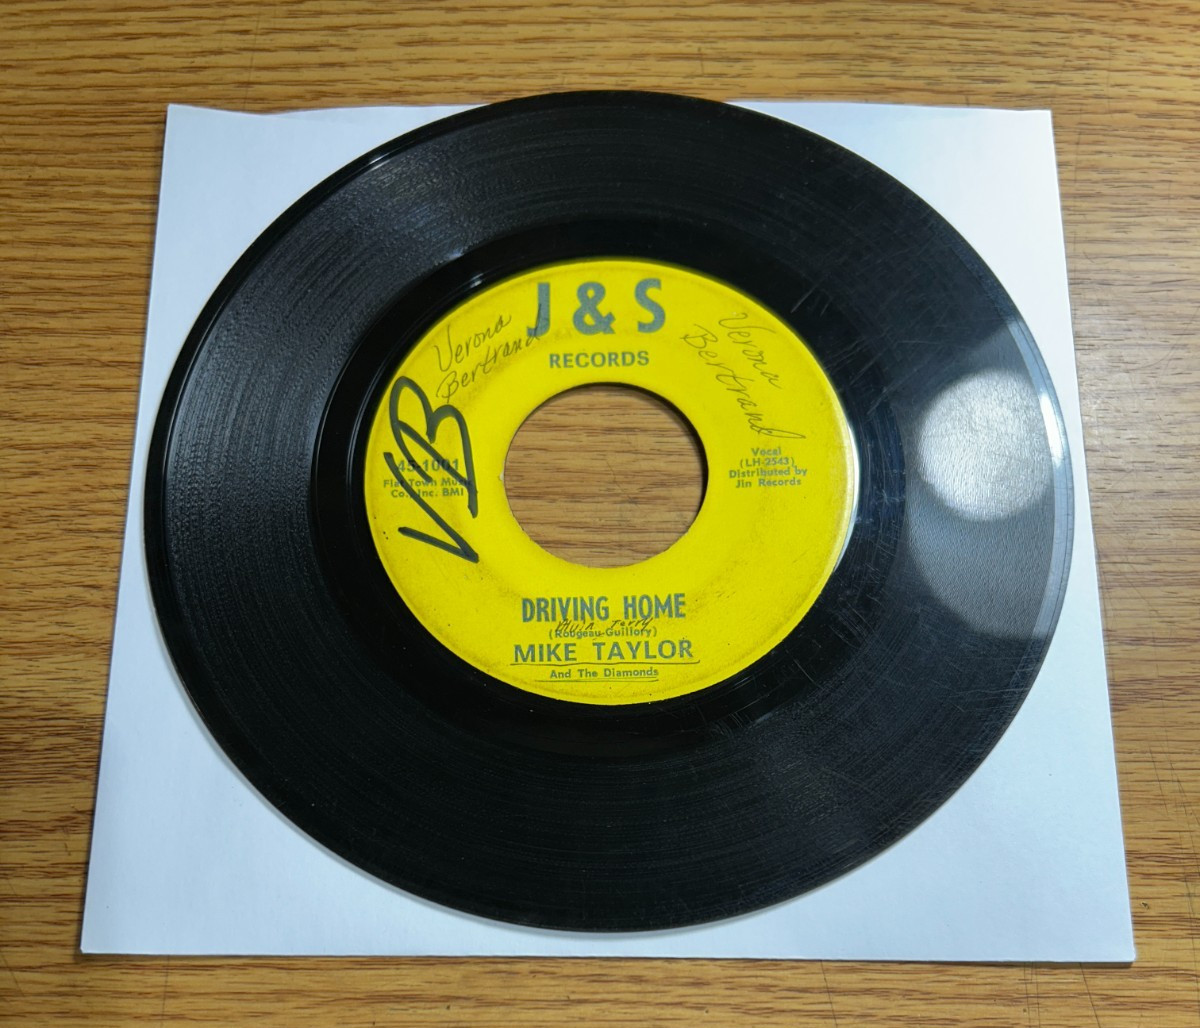 J & S
RECORDS
Verona
Bertrand
Verona
Bertrand
VB
45-1001
Flat Town Music
Co., Inc. BMI
Vocal
(LH-2543)
Distributed by
Jin Records
DRIVING HOME
Jerry
(Rougeau-Guillory)
MIKE TAYLOR
And The Diamonds